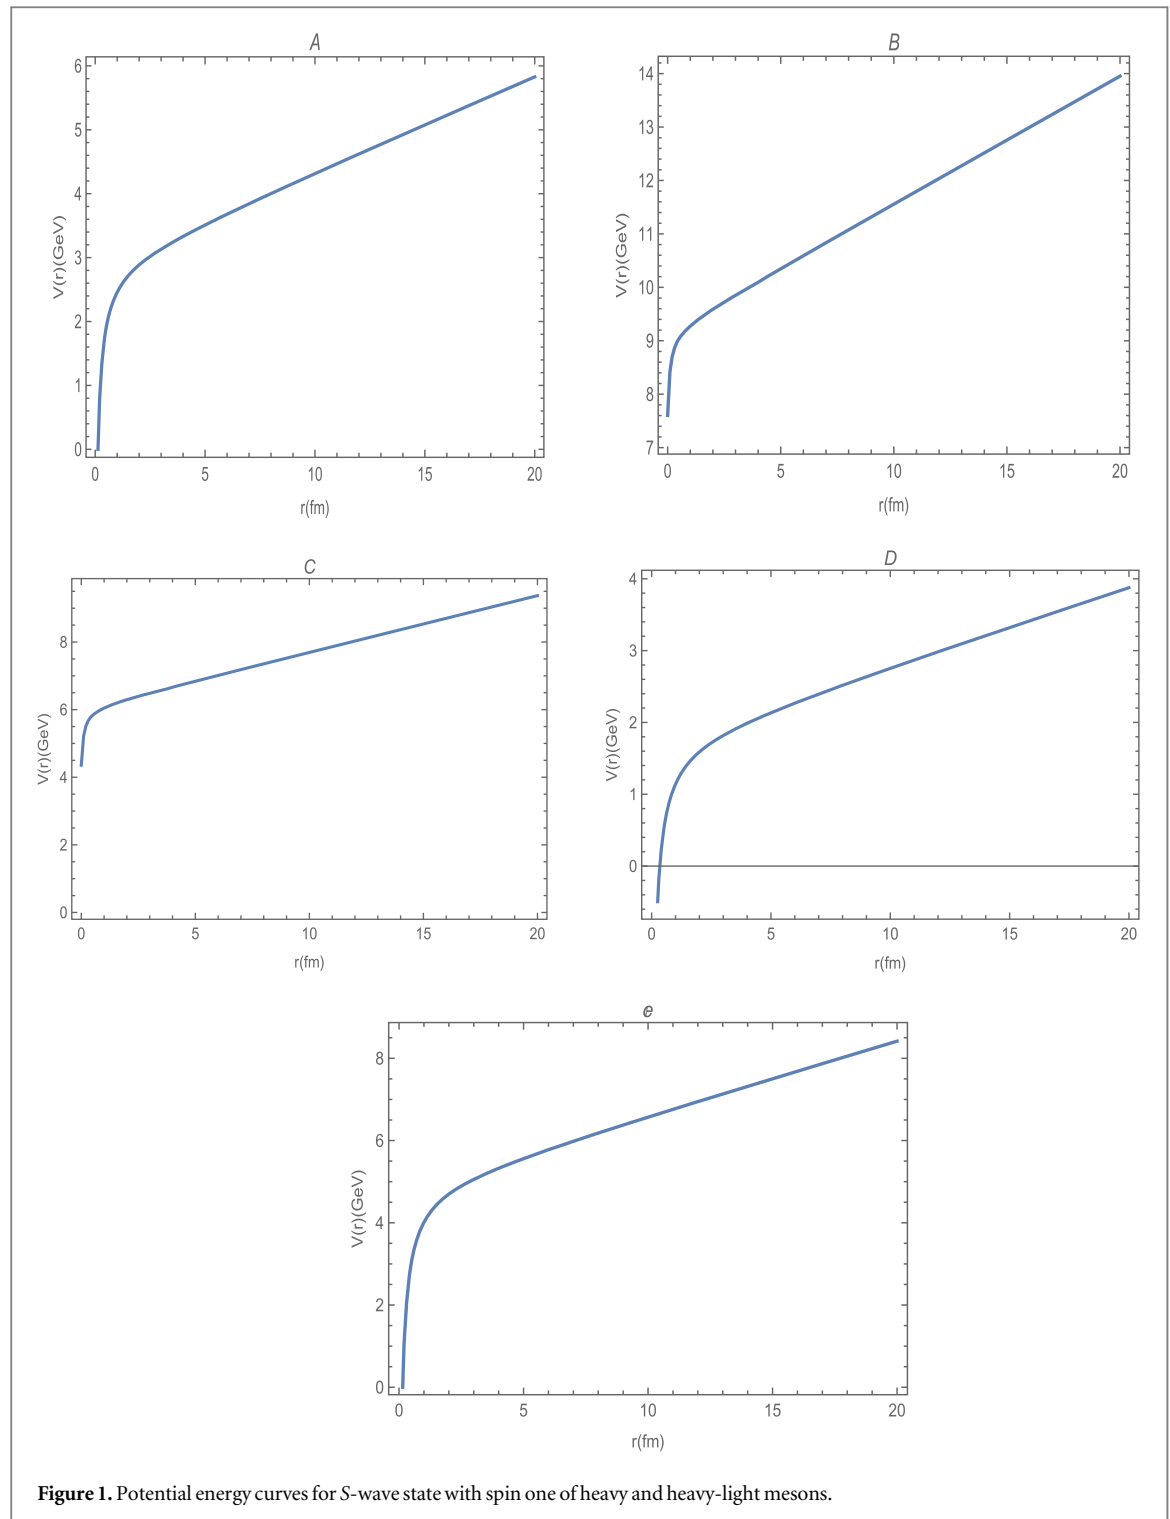 A
V(r)(GeV)
6
5
4
3
2
1
0
0 5 10 15 20
r(fm)
B
V(r)(GeV)
14
13
12
11
10
9
8
7
0 5 10 15 20
r(fm)
C
V(r)(GeV)
8
6
4
2
0
0 5 10 15 20
r(fm)
D
V(r)(GeV)
4
3
2
1
0
0 5 10 15 20
r(fm)
e
V(r)(GeV)
8
6
4
2
0
0 5 10 15 20
r(fm)
Figure 1. Potential energy curves for S-wave state with spin one of heavy and heavy-light mesons.